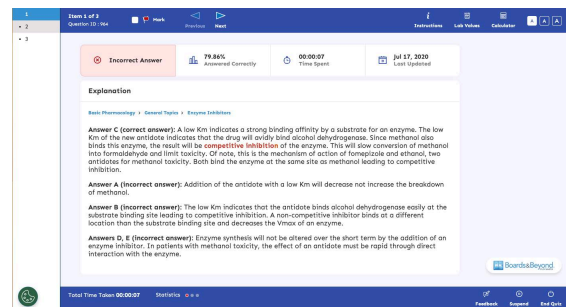 1
• 2
• 3
Item 1 of 3
Question ID : 964
Mark
Previous
Next
Instructions
Lab Values
Calculator
A
A
A
Incorrect Answer
79.86%
Answered Correctly
00:00:07
Time Spent
Jul 17, 2020
Last Updated
Explanation
Basic Pharmacology > General Topics > Enzyme Inhibitors
Answer C (correct answer): A low Km indicates a strong binding affinity by a substrate for an enzyme. The low
Km of the new antidote indicates that the drug will avidly bind alcohol dehydrogenase. Since methanol also
binds this enzyme, the result will be competitive inhibition of the enzyme. This will slow conversion of methanol
into formaldehyde and limit toxicity. Of note, this is the mechanism of action of fomepizole and ethanol, two
antidotes for methanol toxicity. Both bind the enzyme at the same site as methanol leading to competitive
inhibition.
Answer A (incorrect answer): Addition of the antidote with a low Km will decrease not increase the breakdown
of methanol.
Answer B (incorrect answer): The low Km indicates that the antidote binds alcohol dehydrogenase easily at the
substrate binding site leading to competitive inhibition. A non-competitive inhibitor binds at a different
location than the substrate binding site and decreases the Vmax of an enzyme.
Answers D, E (incorrect answer): Enzyme synthesis will not be altered over the short term by the addition of an
enzyme inhibitor. In patients with methanol toxicity, the effect of an antidote must be rapid through direct
interaction with the enzyme.
Boards&Beyond
Total Time Taken 00:00:07
Statistics
Feedback
Suspend
End Quiz